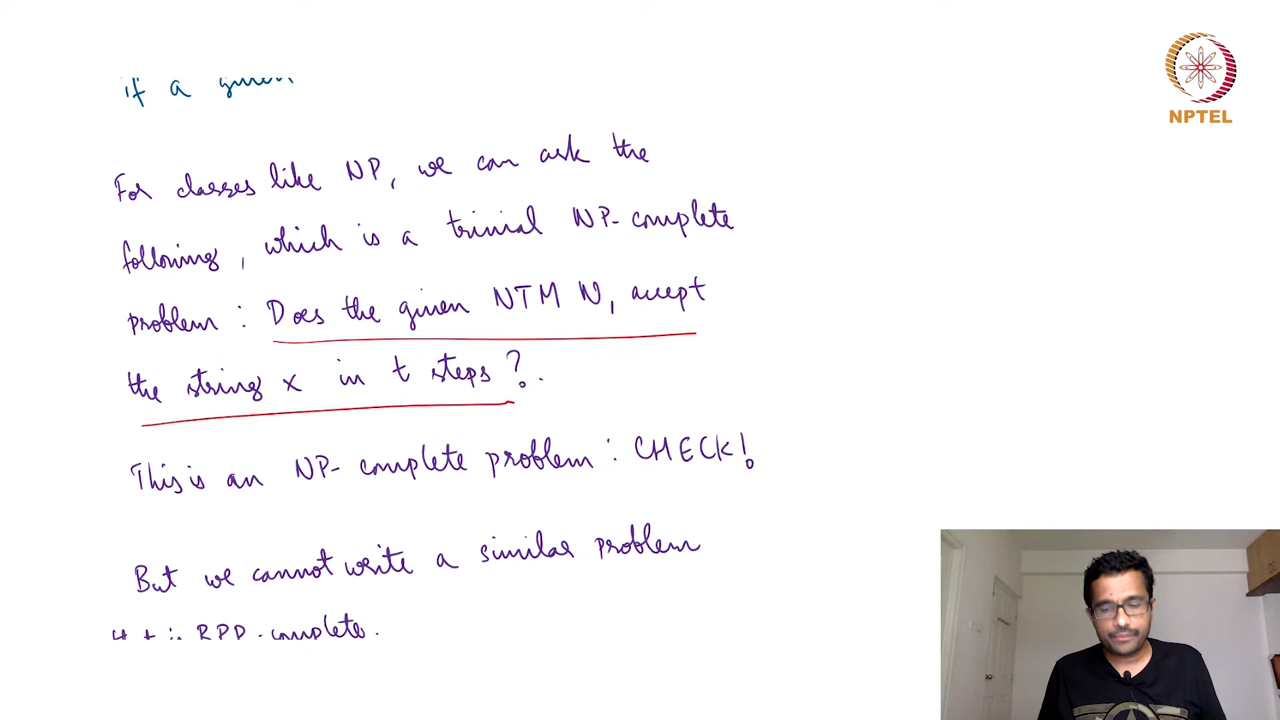 if a given
NPTEL
For classes like NP, we can ask the
following, which is a trivial NP-complete
problem : Does the given NTM N, accept
the string x in t steps ?.
This is an NP-complete problem : CHECK!
But we cannot write a similar problem
complete.